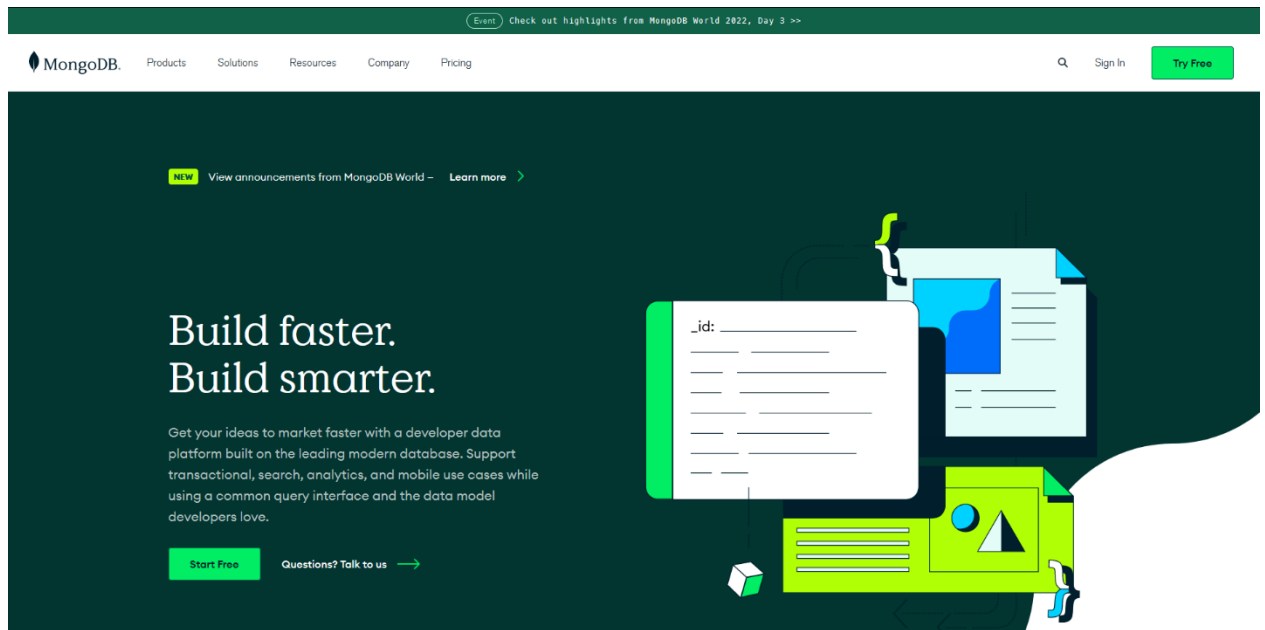 Event Check out highlights from MongoDB World 2022, Day 3 >>
MongoDB. Products Solutions Resources Company Pricing Sign In Try Free
NEW View announcements from MongoDB World – Learn more
Build faster.
Build smarter.
Get your ideas to market faster with a developer data
platform built on the leading modern database. Support
transactional, search, analytics, and mobile use cases while
using a common query interface and the data model
developers love.
Start Free Questions? Talk to us
_id:
{
}